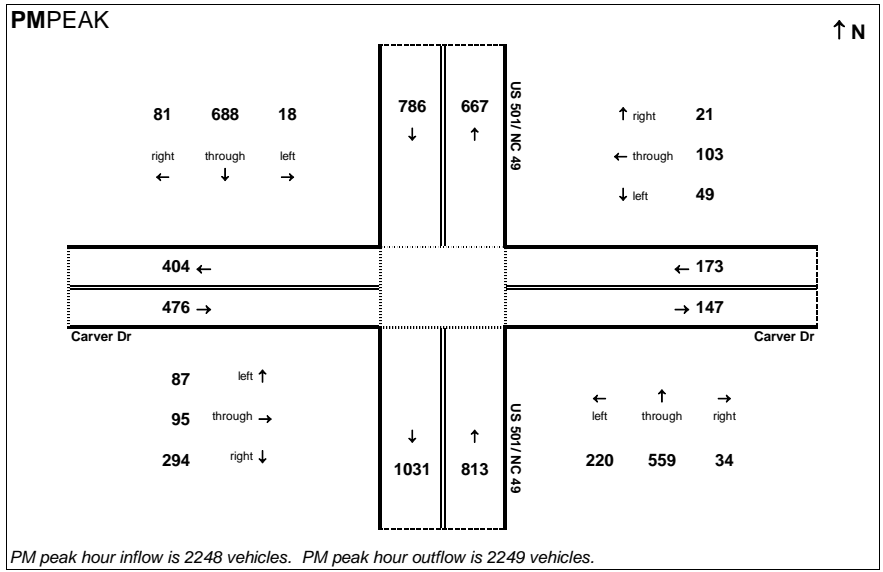 PMPEAK
↑ N
81 688 18
right through left
← ↓ →
786 667
↓ ↑
US 501/ NC 49
↑ right 21
← through 103
↓ left 49
404 ←
476 →
← 173
→ 147
Carver Dr
Carver Dr
87 left ↑
95 through →
294 right ↓
↓ ↑
1031 813
US 501/ NC 49
← ↑ →
left through right
220 559 34
PM peak hour inflow is 2248 vehicles. PM peak hour outflow is 2249 vehicles.